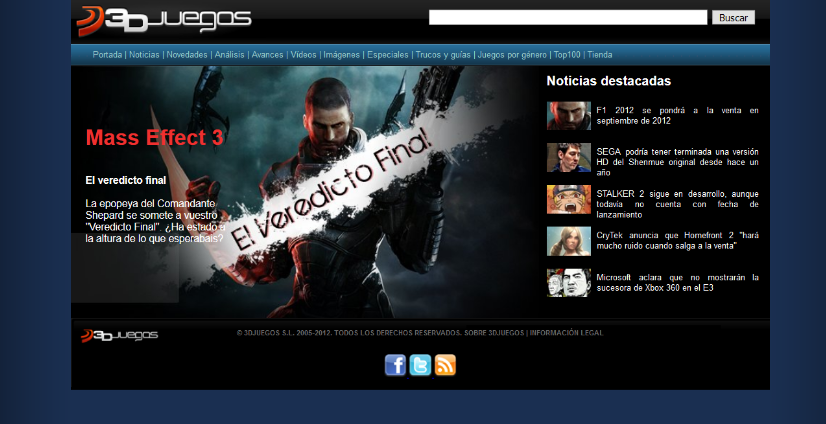 3DJUEGOS
Buscar
Portada | Noticias | Novedades | Análisis | Avances | Vídeos | Imágenes | Especiales | Trucos y guías | Juegos por género | Top100 | Tienda
Mass Effect 3
El veredicto final
La epopeya del Comandante
Shepard se somete a vuestro
"Veredicto Final". ¿Ha estado a
la altura de lo que esperabais?
El Veredicto Final!
Noticias destacadas
F1 2012 se pondrá a la venta en
septiembre de 2012
SEGA podría tener terminada una versión
HD del Shenmue original desde hace un
año
STALKER 2 sigue en desarrollo, aunque
todavía no cuenta con fecha de
lanzamiento
CryTek anuncia que Homefront 2 "hará
mucho ruido cuando salga a la venta"
Microsoft aclara que no mostrarán la
sucesora de Xbox 360 en el E3
3DJUEGOS
© 3DJUEGOS S.L. 2005-2012. TODOS LOS DERECHOS RESERVADOS. SOBRE 3DJUEGOS | INFORMACIÓN LEGAL